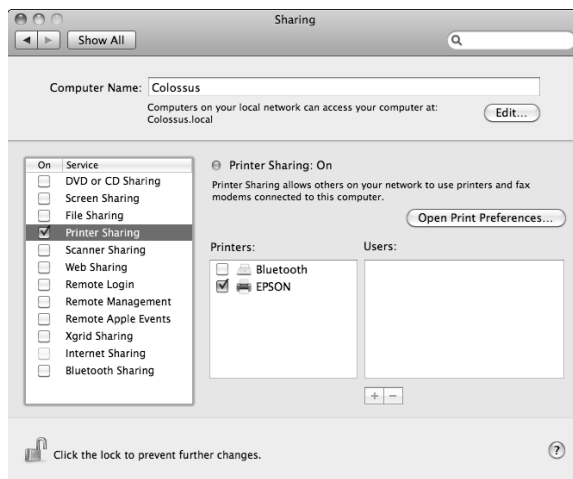 Sharing
Show All
Computer Name: Colossus
Computers on your local network can access your computer at:
Colossus.local
Edit...
On Service
DVD or CD Sharing
Screen Sharing
File Sharing
Printer Sharing
Scanner Sharing
Web Sharing
Remote Login
Remote Management
Remote Apple Events
Xgrid Sharing
Internet Sharing
Bluetooth Sharing
Printer Sharing: On
Printer Sharing allows others on your network to use printers and fax
modems connected to this computer.
Open Print Preferences...
Printers:
Bluetooth
EPSON
Users:
+ −
Click the lock to prevent further changes.
?